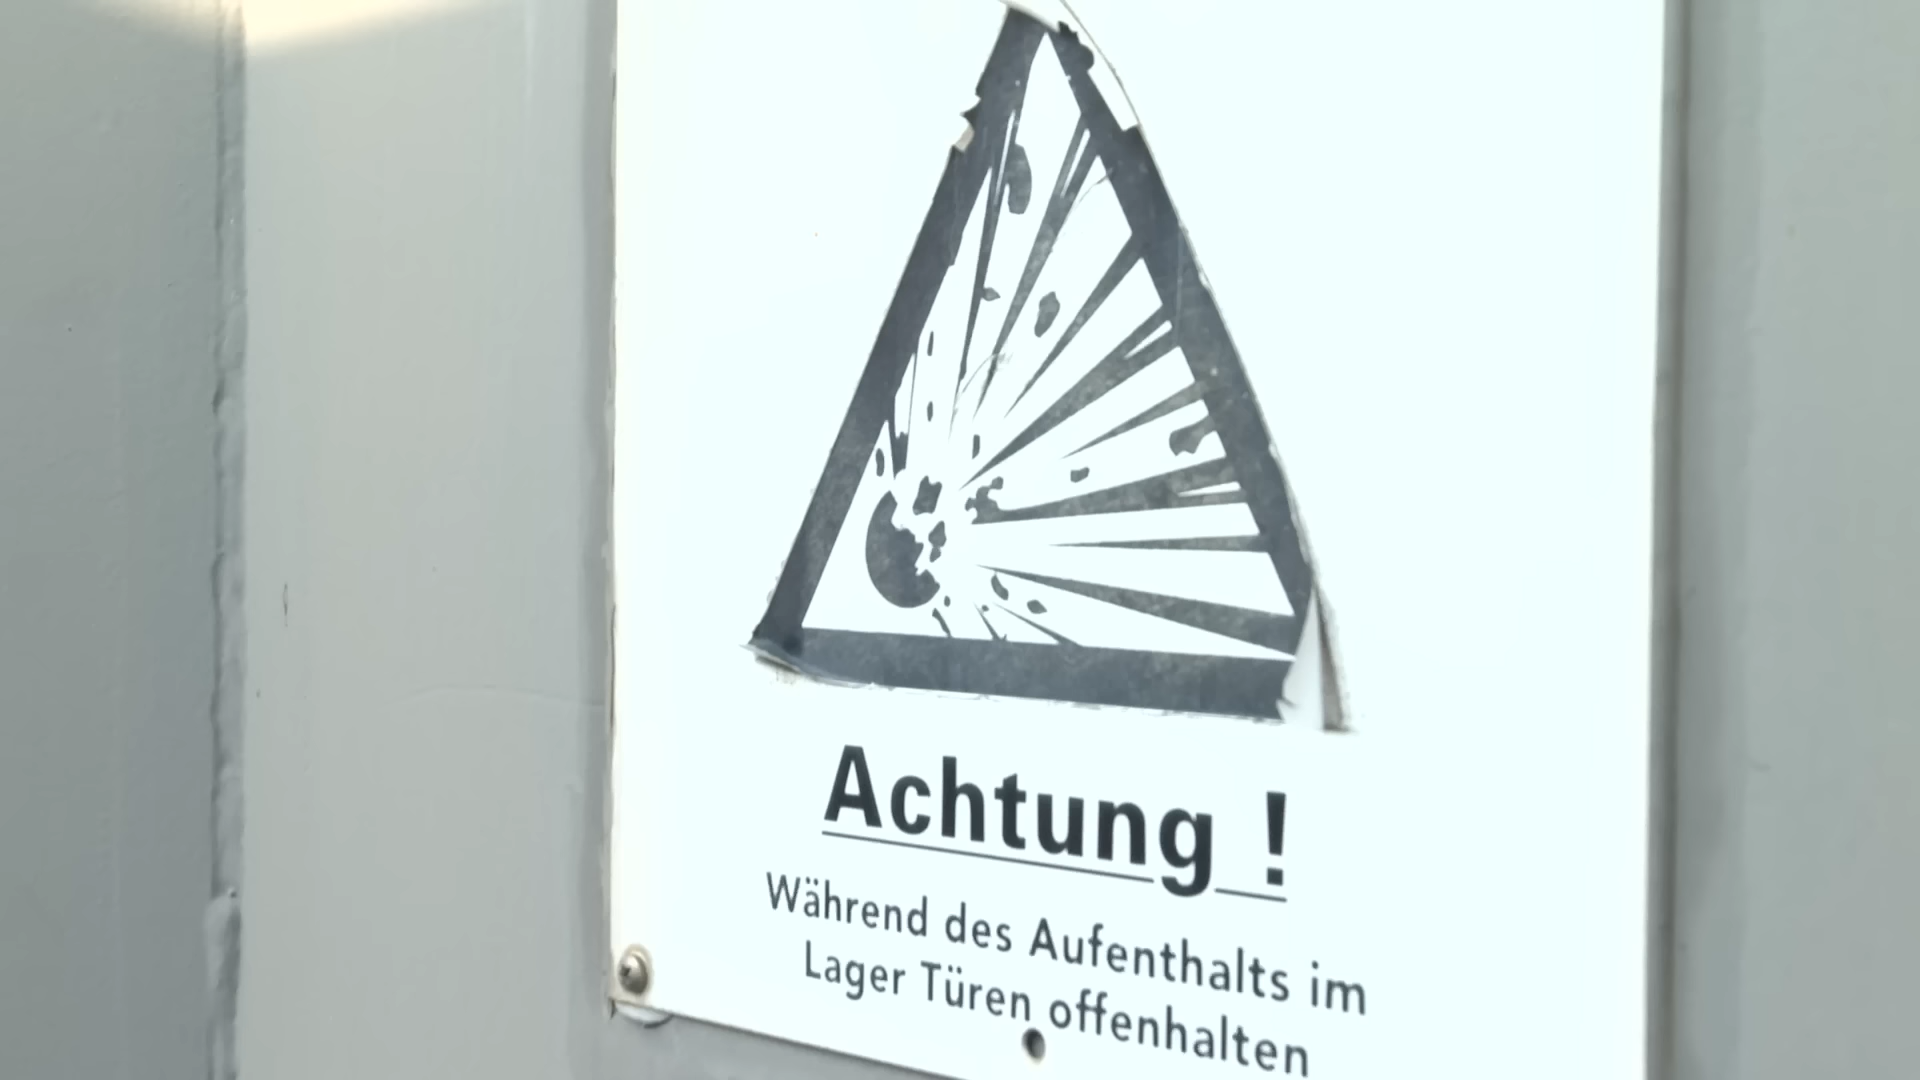 Achtung !
Während des Aufenthalts im
Lager Türen offenhalten